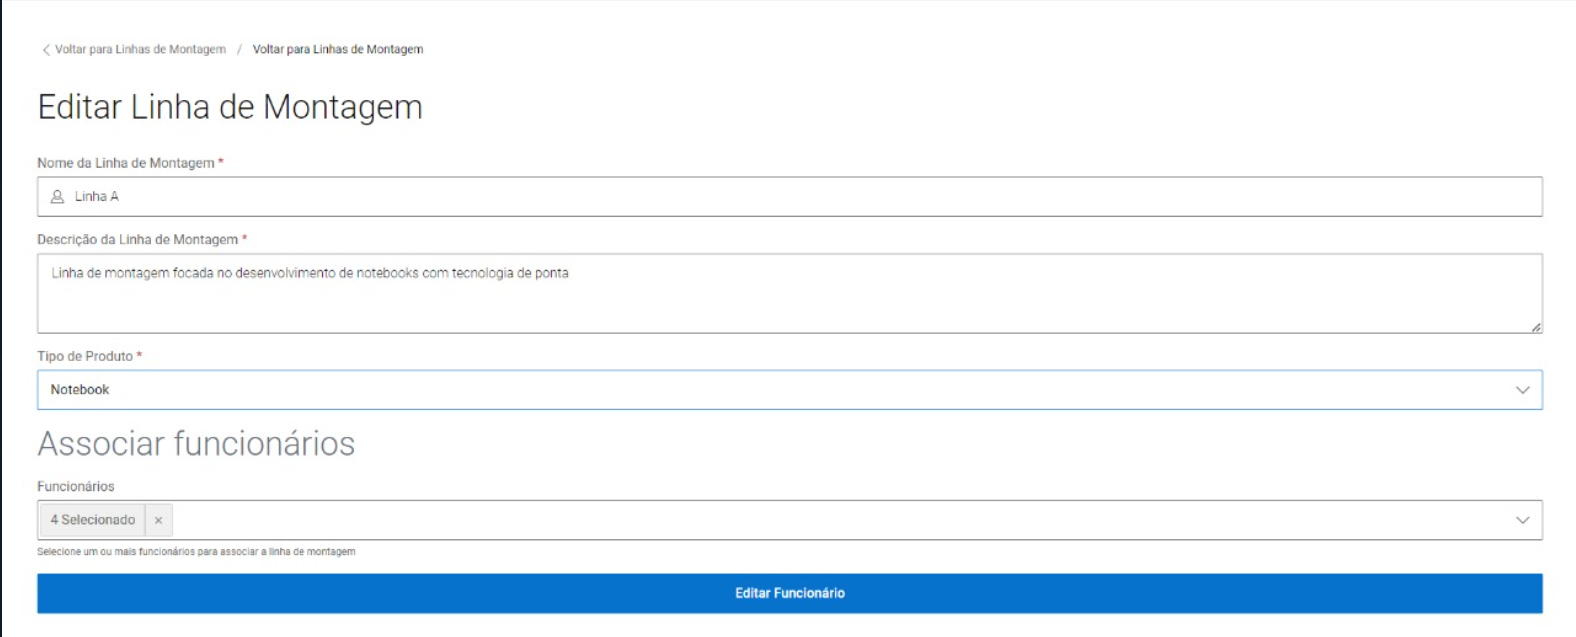 Voltar para Linhas de Montagem / Voltar para Linhas de Montagem
Editar Linha de Montagem
Nome da Linha de Montagem *
Linha A
Descrição da Linha de Montagem *
Linha de montagem focada no desenvolvimento de notebooks com tecnologia de ponta
Tipo de Produto *
Notebook
Associar funcionários
Funcionários
4 Selecionado ×
Selecione um ou mais funcionários para associar a linha de montagem
Editar Funcionário